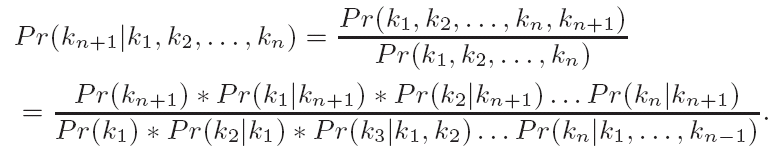 Pr(k_{n+1}|k_1, k_2, . . . , k_n) = \frac{Pr(k_1, k_2, . . . , k_n, k_{n+1})}{Pr(k_1, k_2, . . . , k_n)}
= \frac{Pr(k_{n+1}) * Pr(k_1|k_{n+1}) * Pr(k_2|k_{n+1}) . . . Pr(k_n|k_{n+1})}{Pr(k_1) * Pr(k_2|k_1) * Pr(k_3|k_1, k_2) . . . Pr(k_n|k_1, . . . , k_{n-1})}.